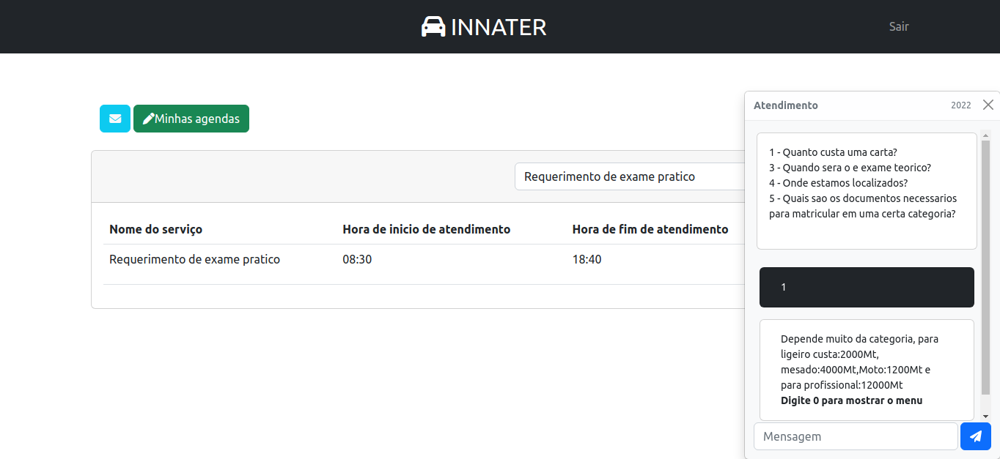 INNATER
Sair
Minhas agendas
Requerimento de exame pratico
Nome do serviço Hora de inicio de atendimento Hora de fim de atendimento
Requerimento de exame pratico 08:30 18:40
Atendimento 2022
1 - Quanto custa uma carta?
3 - Quando sera o e exame teorico?
4 - Onde estamos localizados?
5 - Quais sao os documentos necessarios
para matricular em uma certa categoria?
1
Depende muito da categoria, para
ligeiro custa:2000Mt,
mesado:4000Mt,Moto:1200Mt e
para profissional:12000Mt
Digite 0 para mostrar o menu
Mensagem